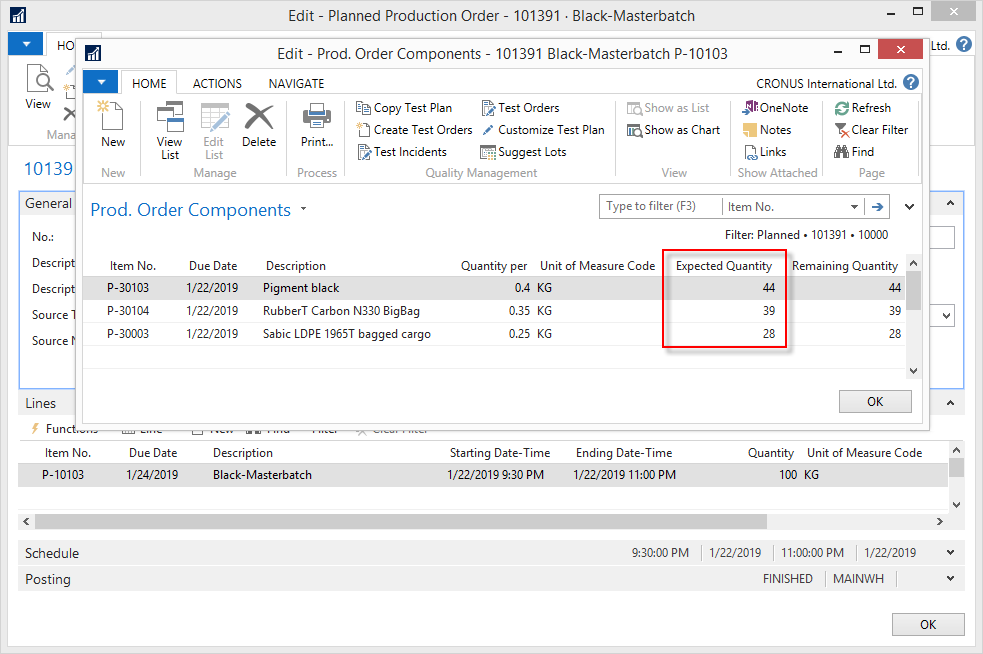 Edit - Planned Production Order - 101391 · Black-Masterbatch
HO
Ltd.
View
Mana
10139
General
No.:
Descript
Descript
Source T
Source N
Edit - Prod. Order Components - 101391 Black-Masterbatch P-10103
HOME ACTIONS NAVIGATE CRONUS International Ltd.
New
View List
Edit List
Delete
Print...
Copy Test Plan
Create Test Orders
Test Incidents
Test Orders
Customize Test Plan
Suggest Lots
Show as List
Show as Chart
OneNote
Notes
Links
Refresh
Clear Filter
Find
New Manage Process Quality Management View Show Attached Page
Prod. Order Components
Type to filter (F3) Item No.
Filter: Planned • 101391 • 10000
Item No. Due Date Description Quantity per Unit of Measure Code Expected Quantity Remaining Quantity
P-30103 1/22/2019 Pigment black 0.4 KG 44 44
P-30104 1/22/2019 RubberT Carbon N330 BigBag 0.35 KG 39 39
P-30003 1/22/2019 Sabic LDPE 1965T bagged cargo 0.25 KG 28 28
OK
Lines
Functions Line New Find Filter Clear Filter
Item No. Due Date Description Starting Date-Time Ending Date-Time Quantity Unit of Measure Code
P-10103 1/24/2019 Black-Masterbatch 1/22/2019 9:30 PM 1/22/2019 11:00 PM 100 KG
Schedule 9:30:00 PM 1/22/2019 11:00:00 PM 1/22/2019
Posting FINISHED MAINWH
OK